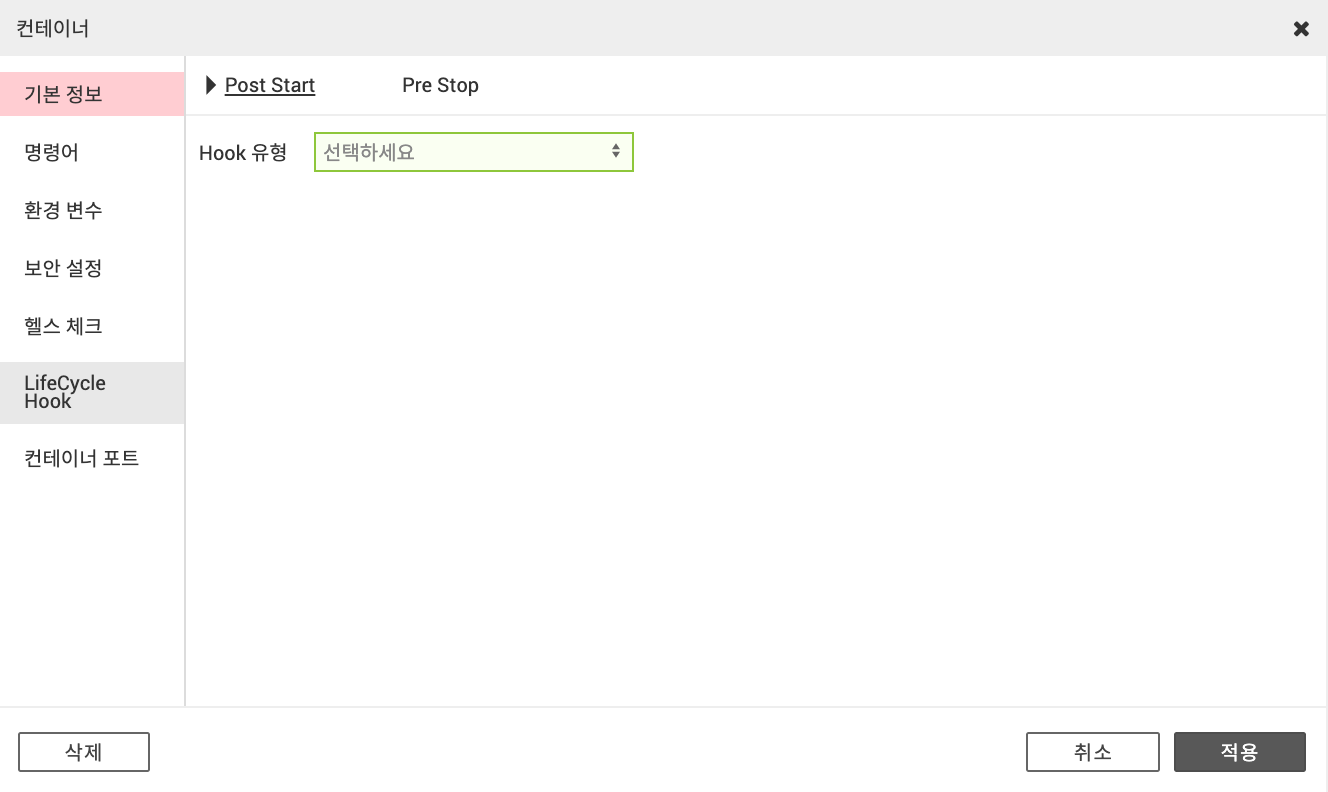 컨테이너
기본 정보
명령어
환경 변수
보안 설정
헬스 체크
LifeCycle
Hook
컨테이너 포트
Post Start
Pre Stop
Hook 유형
선택하세요
삭제
취소
적용